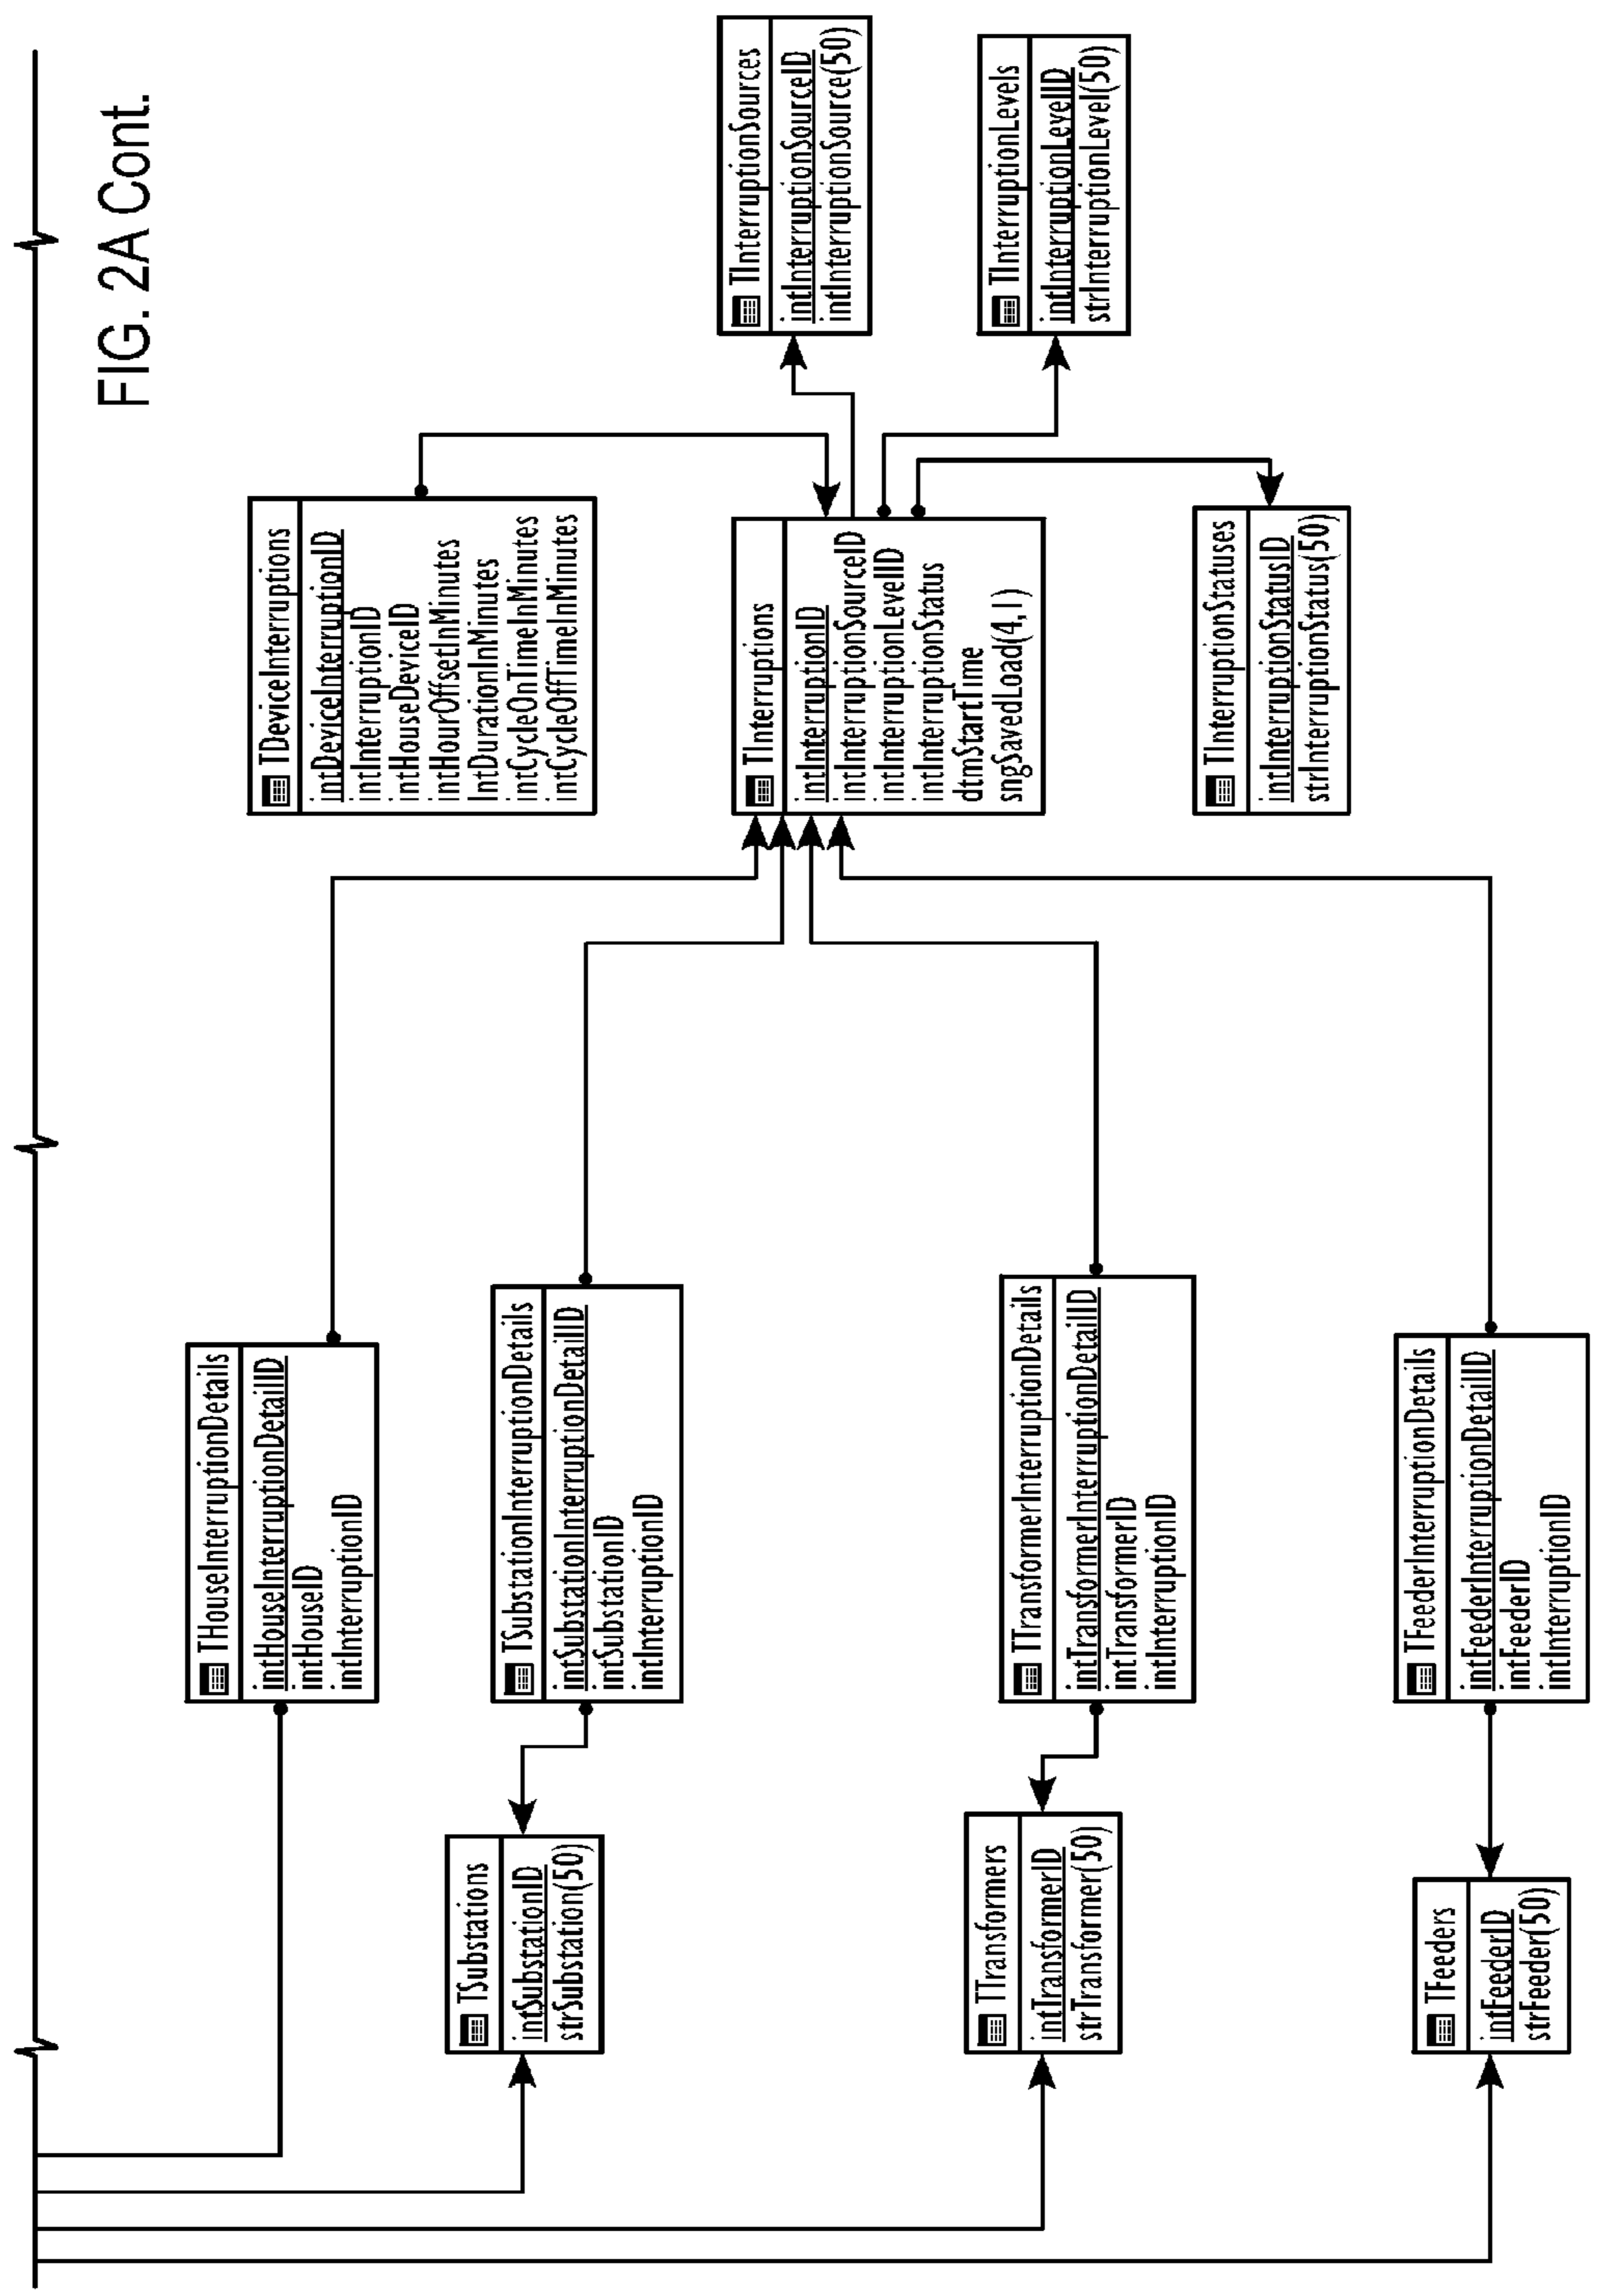 FIG. 2A Cont.
THouseInterruptionDetails
intHouseInterruptionDetailID
intHouseID
intInterruptionID
TDeviceInterruptions
intDeviceInterruptionID
intInterruptionID
intHouseDeviceID
intHourOffsetInMinutes
IntDurationInMinutes
intCycleOnTimeInMinutes
intCycleOffTimeInMinutes
TSubstations
intSubstationID
strSubstation(50)
TSubstationInterruptionDetails
intSubstationInterruptionDetailID
intSubstationID
intInterruptionID
TInterruptions
intInterruptionID
intInterruptionSourceID
intInterruptionLevelID
intInterruptionStatus
dtmStartTime
sngSavedLoad(4,1)
TInterruptionSources
intInterruptionSourceID
intInterruptionSource(50)
TInterruptionLevels
intInterruptionLevelID
strInterruptionLevel(50)
TTransformers
intTransformerID
strTransformer(50)
TTransformerInterruptionDetails
intTransformerInterruptionDetailID
intTransformerID
intInterruptionID
TInterruptionStatuses
intInterruptionStatusID
strInterruptionStatus(50)
TFeeders
intFeederID
strFeeder(50)
TFeederInterruptionDetails
intFeederInterruptionDetailID
intFeederID
intInterruptionID